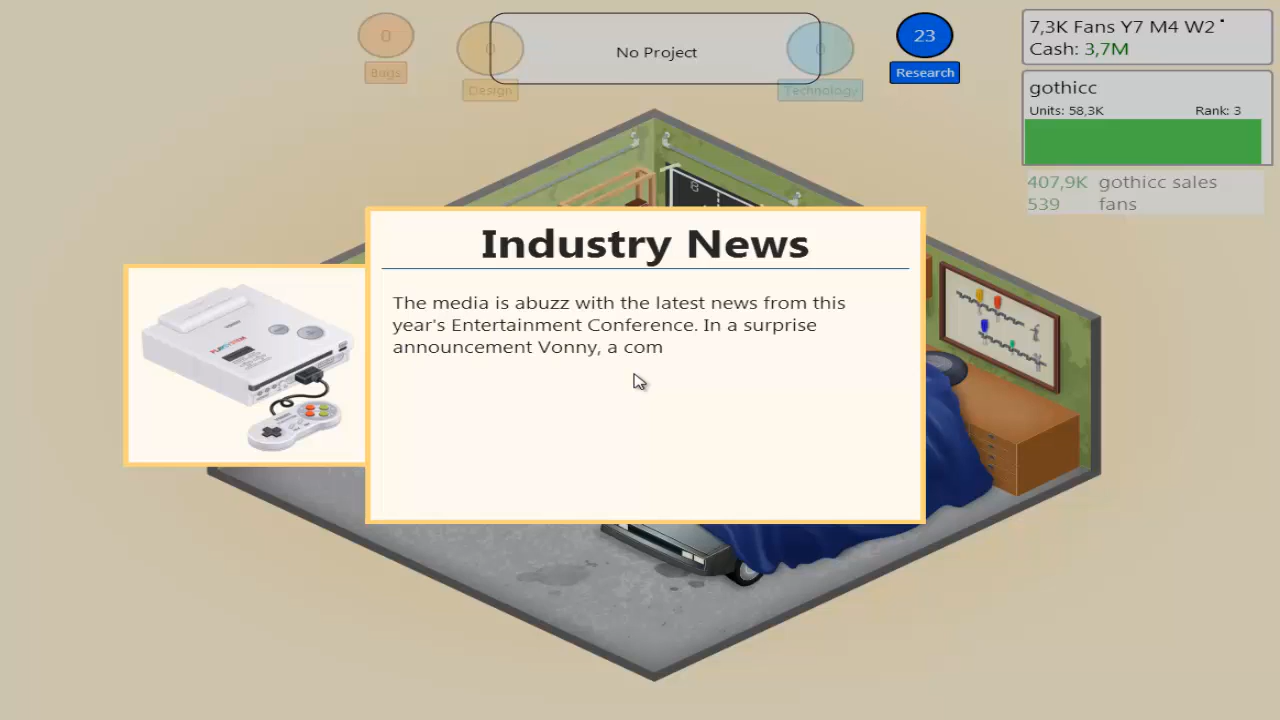 0
Bugs
0
Design
No Project
0
Technology
23
Research
7,3K Fans Y7 M4 W2
Cash: 3,7M
gothicc
Units: 58,3K Rank: 3
407,9K gothicc sales
539 fans
Industry News
The media is abuzz with the latest news from this
year's Entertainment Conference. In a surprise
announcement Vonny, a com